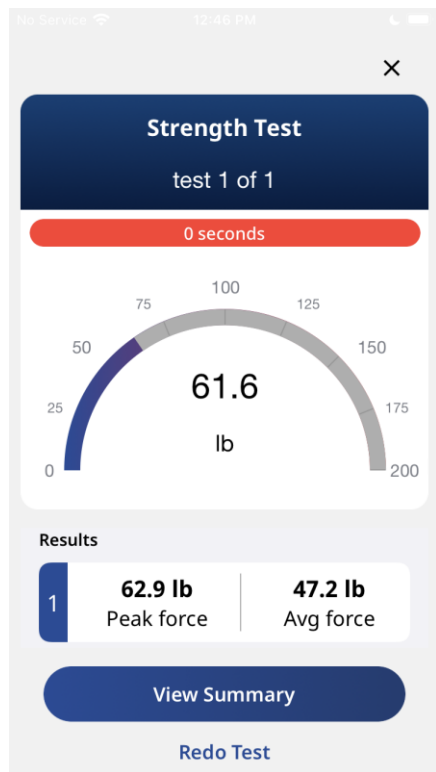 No Service 12:46 PM
×
Strength Test
test 1 of 1
0 seconds
100
75 125
50 150
61.6
25 175
lb
0 200
Results
1
62.9 lb 47.2 lb
Peak force Avg force
View Summary
Redo Test